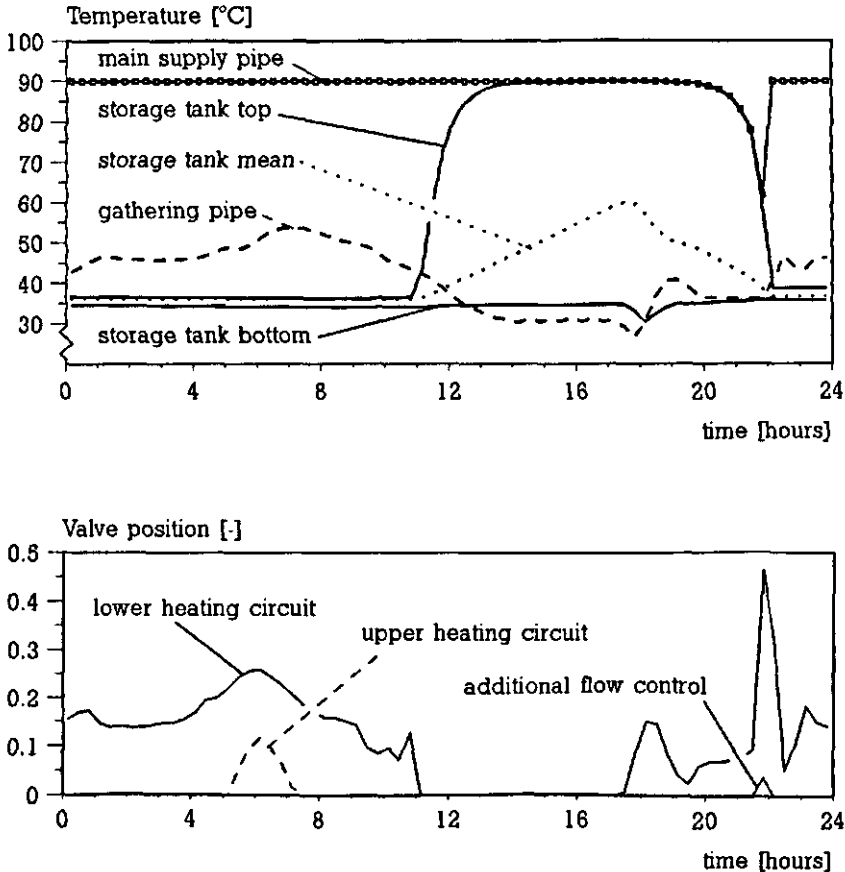 Temperature [°C]
100
90
80
70
60
50
40
30
main supply pipe
storage tank top
storage tank mean
gathering pipe
storage tank bottom
0 4 8 12 16 20 24
time [hours]
Valve position [-]
0.5
0.4
0.3
0.2
0.1
0
lower heating circuit
upper heating circuit
additional flow control
0 4 8 12 16 20 24
time [hours]